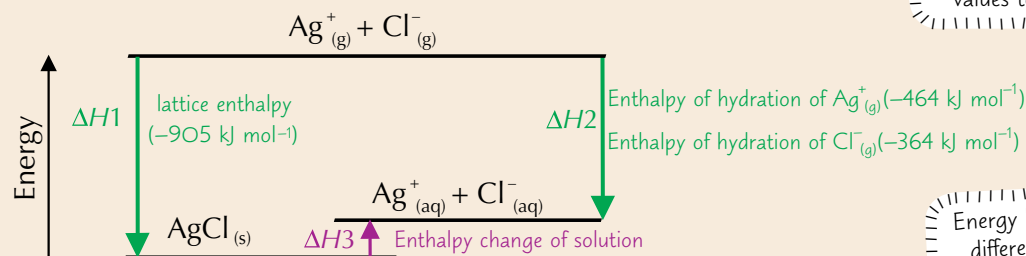 values t
Ag⁺(g) + Cl⁻(g)
Energy
ΔH1
lattice enthalpy
(–905 kJ mol⁻¹)
ΔH2
Enthalpy of hydration of Ag⁺(g)(–464 kJ mol⁻¹)
Enthalpy of hydration of Cl⁻(g)(–364 kJ mol⁻¹)
Ag⁺(aq) + Cl⁻(aq)
AgCl(s)
ΔH3
Enthalpy change of solution
Energy
differe